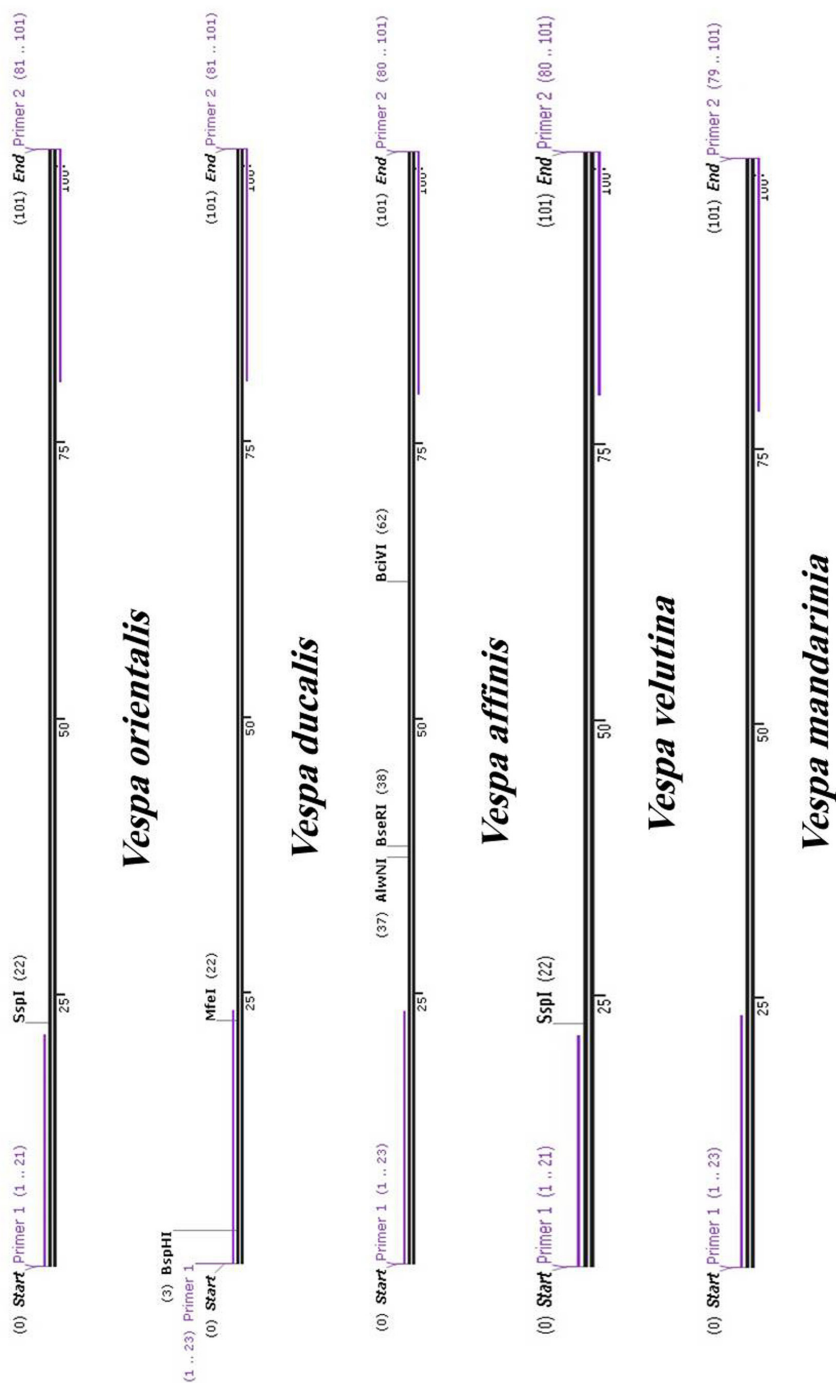 (0) Start Primer 1 (1 .. 21) SspI (22) (101) End Primer 2 (81 .. 101)
25 50 75 100
Vespa orientalis
(3) BspHI
(1 .. 23) Primer 1
(0) Start MfeI (22) (101) End Primer 2 (81 .. 101)
25 50 75 100
Vespa ducalis
(0) Start Primer 1 (1 .. 23) (37) AlwNI BseRI (38) BciVI (62) (101) End Primer 2 (80 .. 101)
25 50 75 100
Vespa affinis
(0) Start Primer 1 (1 .. 21) SspI (22) (101) End Primer 2 (80 .. 101)
25 50 75 100
Vespa velutina
(0) Start Primer 1 (1 .. 23) (101) End Primer 2 (79 .. 101)
25 50 75 100
Vespa mandarinia